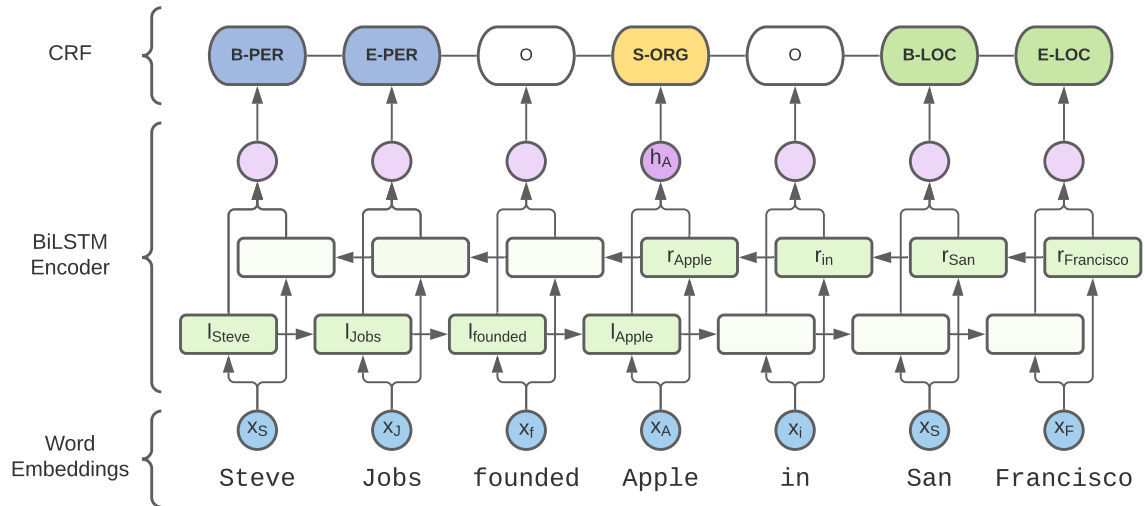 CRF
B-PER E-PER O S-ORG O B-LOC E-LOC
hA
BiLSTM
Encoder
rApple rin rSan rFrancisco
lSteve lJobs lfounded lApple
Word
Embeddings
xS xJ xf xA xi xS xF
Steve Jobs founded Apple in San Francisco